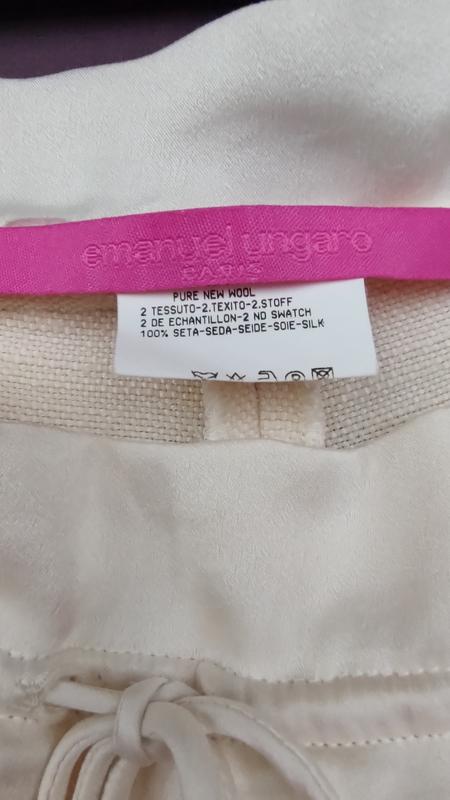 emanuel ungaro
PARIS
PURE NEW WOOL
2 TESSUTO-2.TEXITO-2.STOFF
2 DE ECHANTILLON-2 ND SWATCH
100% SETA-SEDA-SEIDE-SOIE-SILK